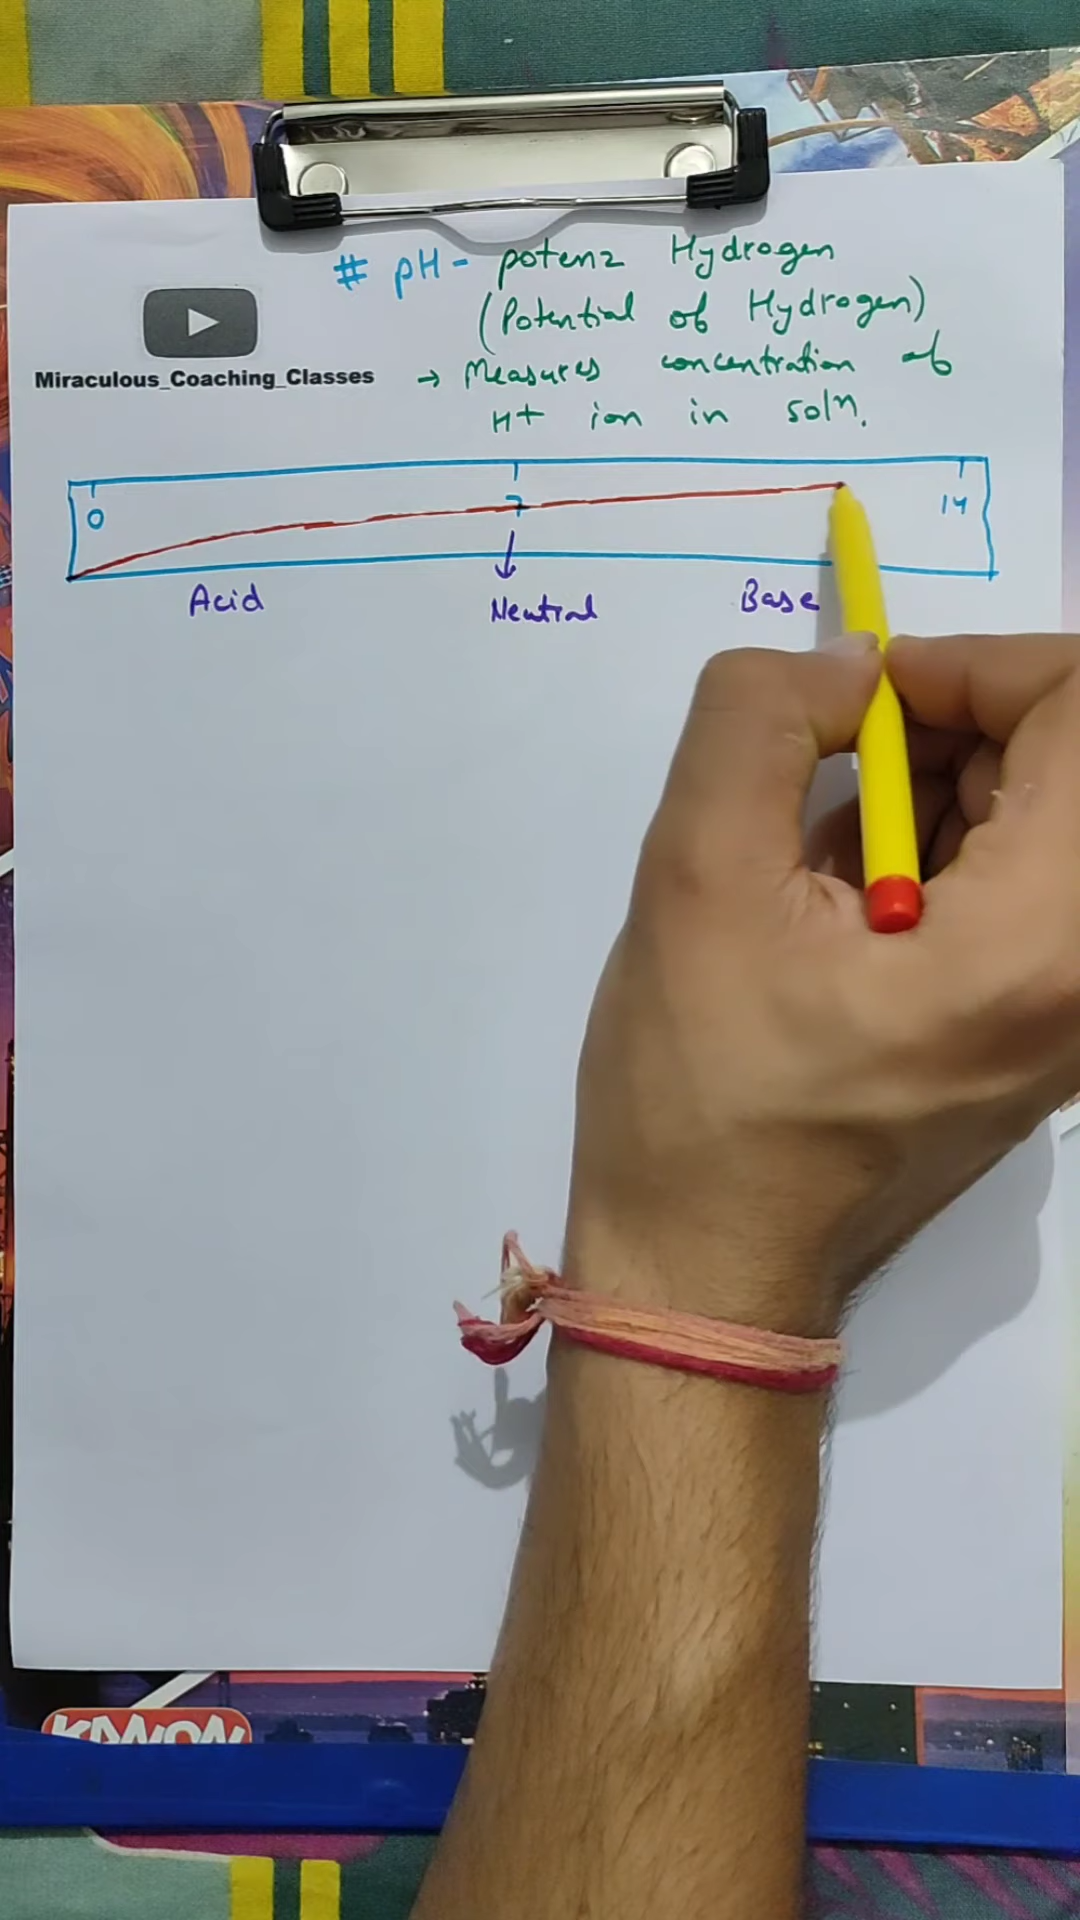 # pH - potenz Hydrogen
(Potential of Hydrogen)
Miraculous_Coaching_Classes
→ Measures concentration of
H+ ion in soln.
0 7 14
Acid Neutral Base
KANON